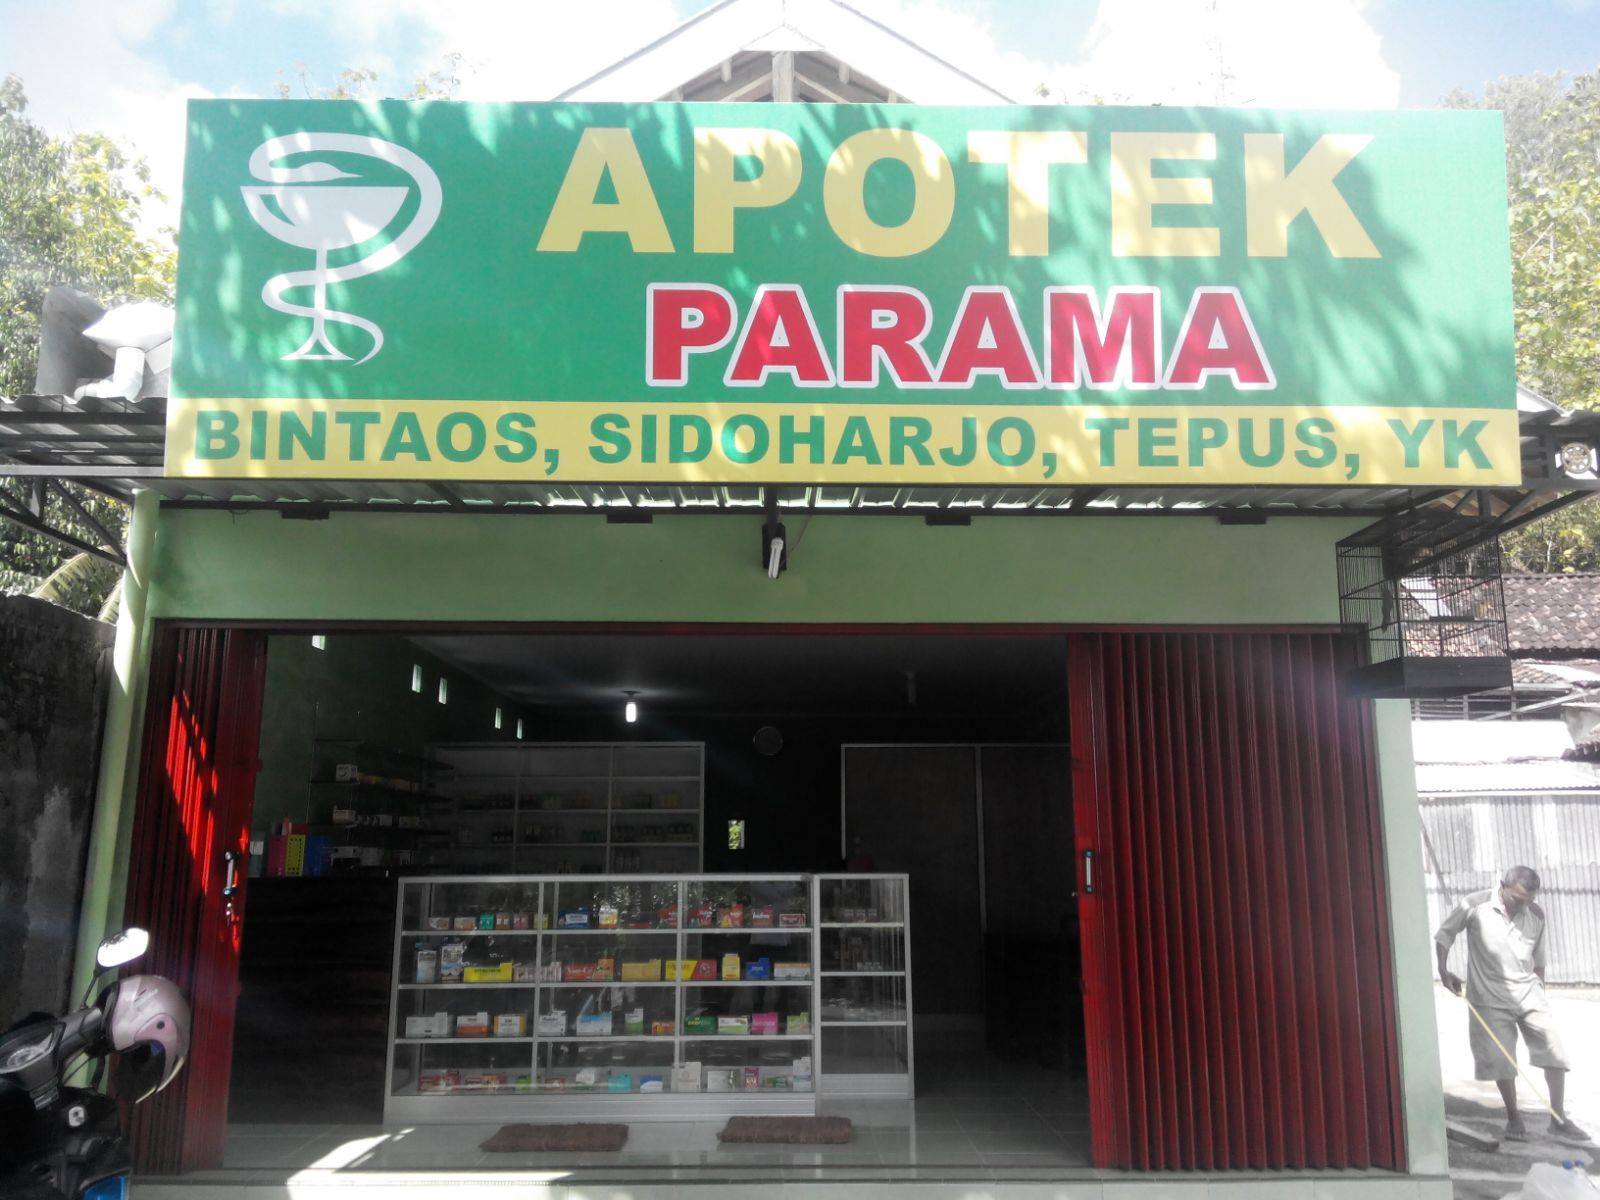 APOTEK
PARAMA
BINTAOS, SIDOHARJO, TEPUS, YK